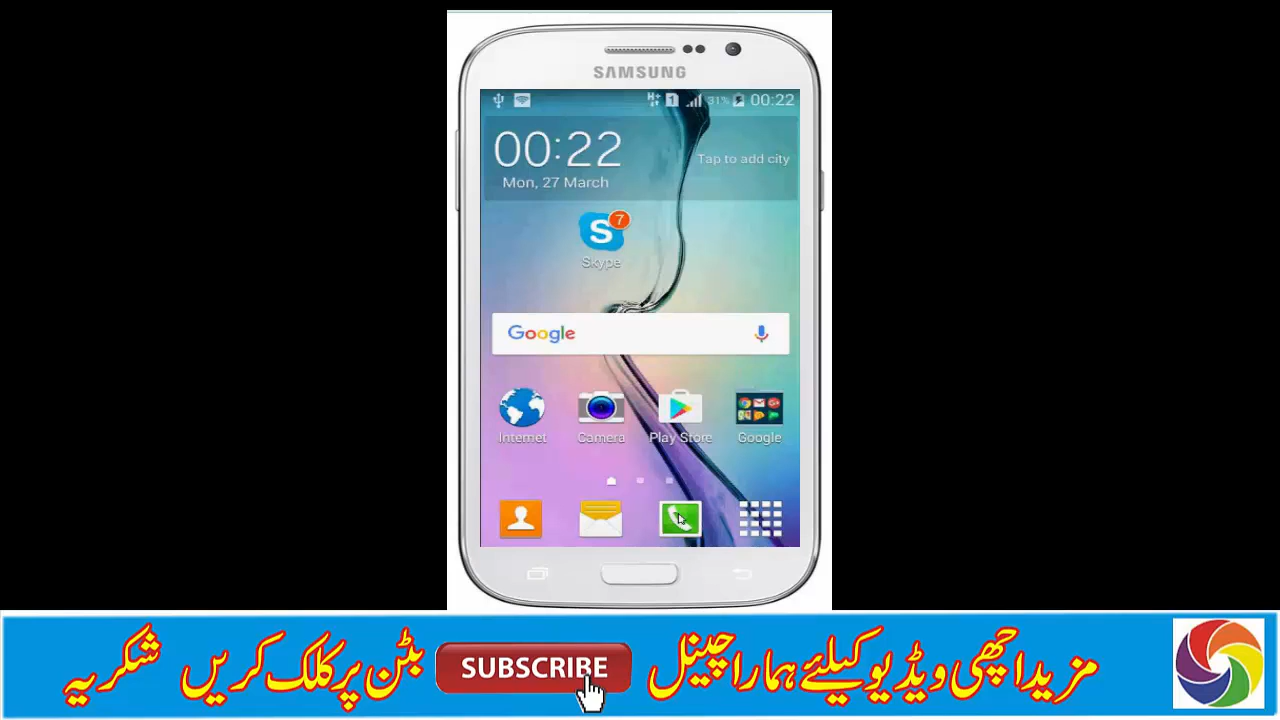 SAMSUNG
31% 00:22
00:22
Tap to add city
Mon, 27 March
7
Skype
Google
Internet Camera Play Store Google
مزید اچھی ویڈیو کیلئے ہمارا چینل SUBSCRIBE بٹن پر کلک کریں شکریہ